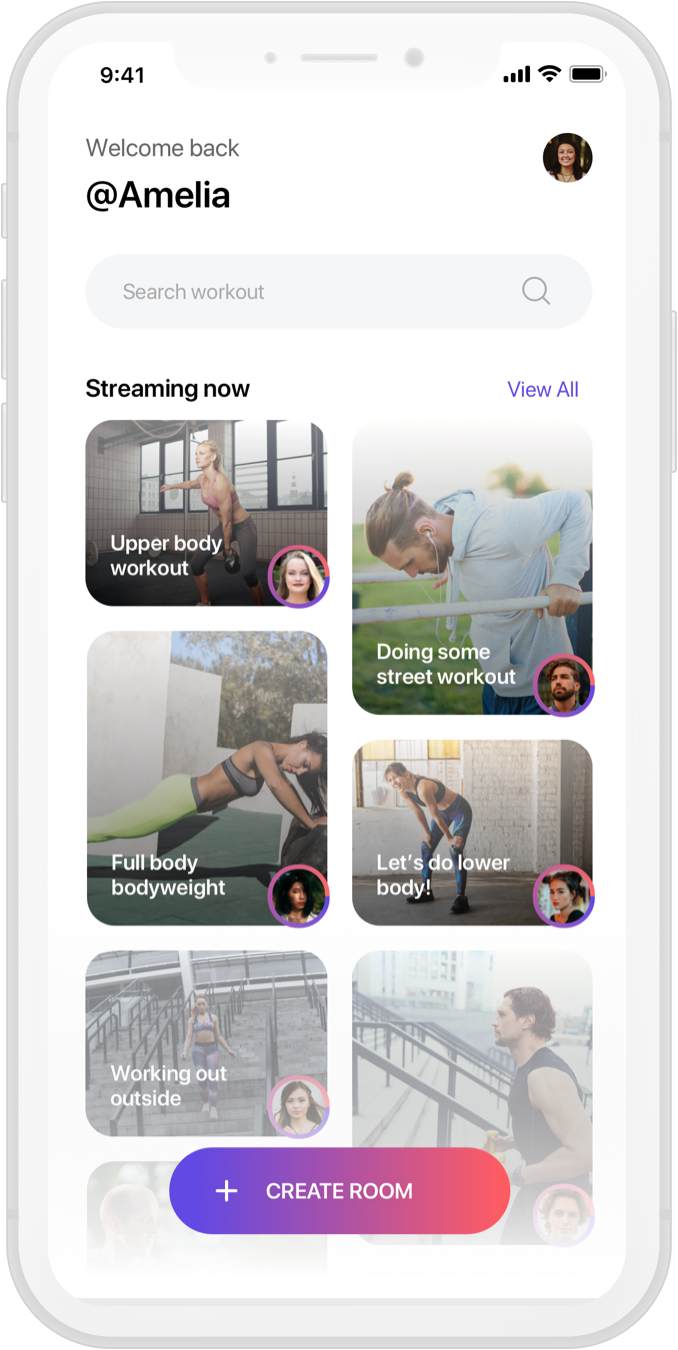 9:41
Welcome back
@Amelia
Search workout
Streaming now
View All
Upper body
workout
Doing some
street workout
Full body
bodyweight
Let's do lower
body!
Working out
outside
CREATE ROOM